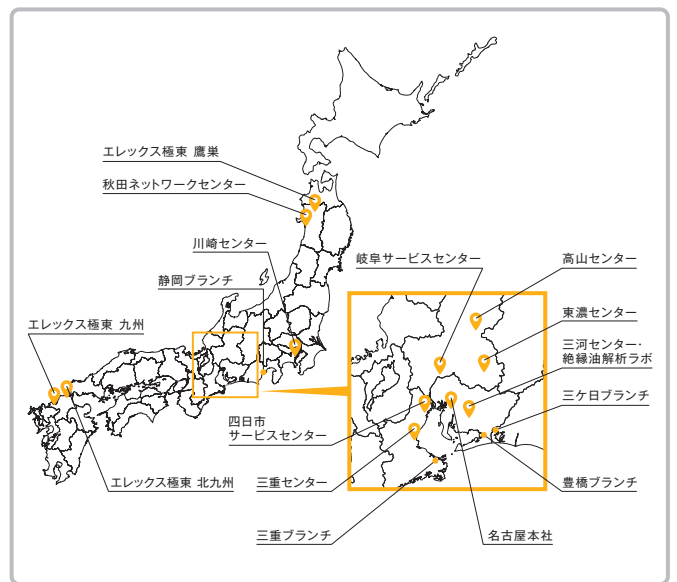 エレックス極東 鷹巣
秋田ネットワークセンター
川崎センター
静岡ブランチ
エレックス極東 九州
岐阜サービスセンター
高山センター
東濃センター
三河センター・
絶縁油解析ラボ
三ケ日ブランチ
四日市
サービスセンター
エレックス極東 北九州
三重センター
豊橋ブランチ
三重ブランチ
名古屋本社